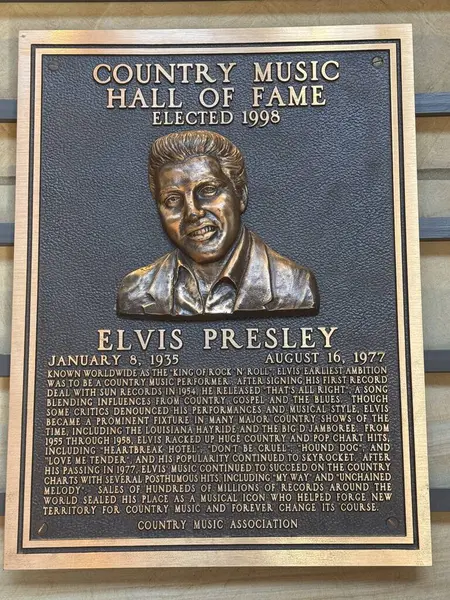 COUNTRY MUSIC
HALL OF FAME
ELECTED 1998
ELVIS PRESLEY
JANUARY 8, 1935 AUGUST 16, 1977
KNOWN WORLDWIDE AS THE "KING OF ROCK 'N' ROLL", ELVIS' EARLIEST AMBITION
WAS TO BE A COUNTRY MUSIC PERFORMER. AFTER SIGNING HIS FIRST RECORD
DEAL WITH SUN RECORDS IN 1954, HE RELEASED "THAT'S ALL RIGHT", A SONG
BLENDING INFLUENCES FROM COUNTRY, GOSPEL AND THE BLUES. THOUGH
SOME CRITICS DENOUNCED HIS PERFORMANCES AND MUSICAL STYLE, ELVIS
BECAME A PROMINENT FIXTURE IN MANY MAJOR COUNTRY SHOWS OF THE
TIME, INCLUDING THE LOUISIANA HAYRIDE AND THE BIG D JAMBOREE. FROM
1955 THROUGH 1958, ELVIS RACKED UP HUGE COUNTRY AND POP CHART HITS,
INCLUDING "HEARTBREAK HOTEL", "DON'T BE CRUEL", "HOUND DOG", AND
"LOVE ME TENDER", AND HIS POPULARITY CONTINUED TO SKYROCKET. AFTER
HIS PASSING IN 1977, ELVIS' MUSIC CONTINUED TO SUCCEED ON THE COUNTRY
CHARTS WITH SEVERAL POSTHUMOUS HITS, INCLUDING "MY WAY" AND "UNCHAINED
MELODY". SALES OF HUNDREDS OF MILLIONS OF RECORDS AROUND THE
WORLD SEALED HIS PLACE AS A MUSICAL ICON WHO HELPED FORGE NEW
TERRITORY FOR COUNTRY MUSIC AND FOREVER CHANGE ITS COURSE.
COUNTRY MUSIC ASSOCIATION